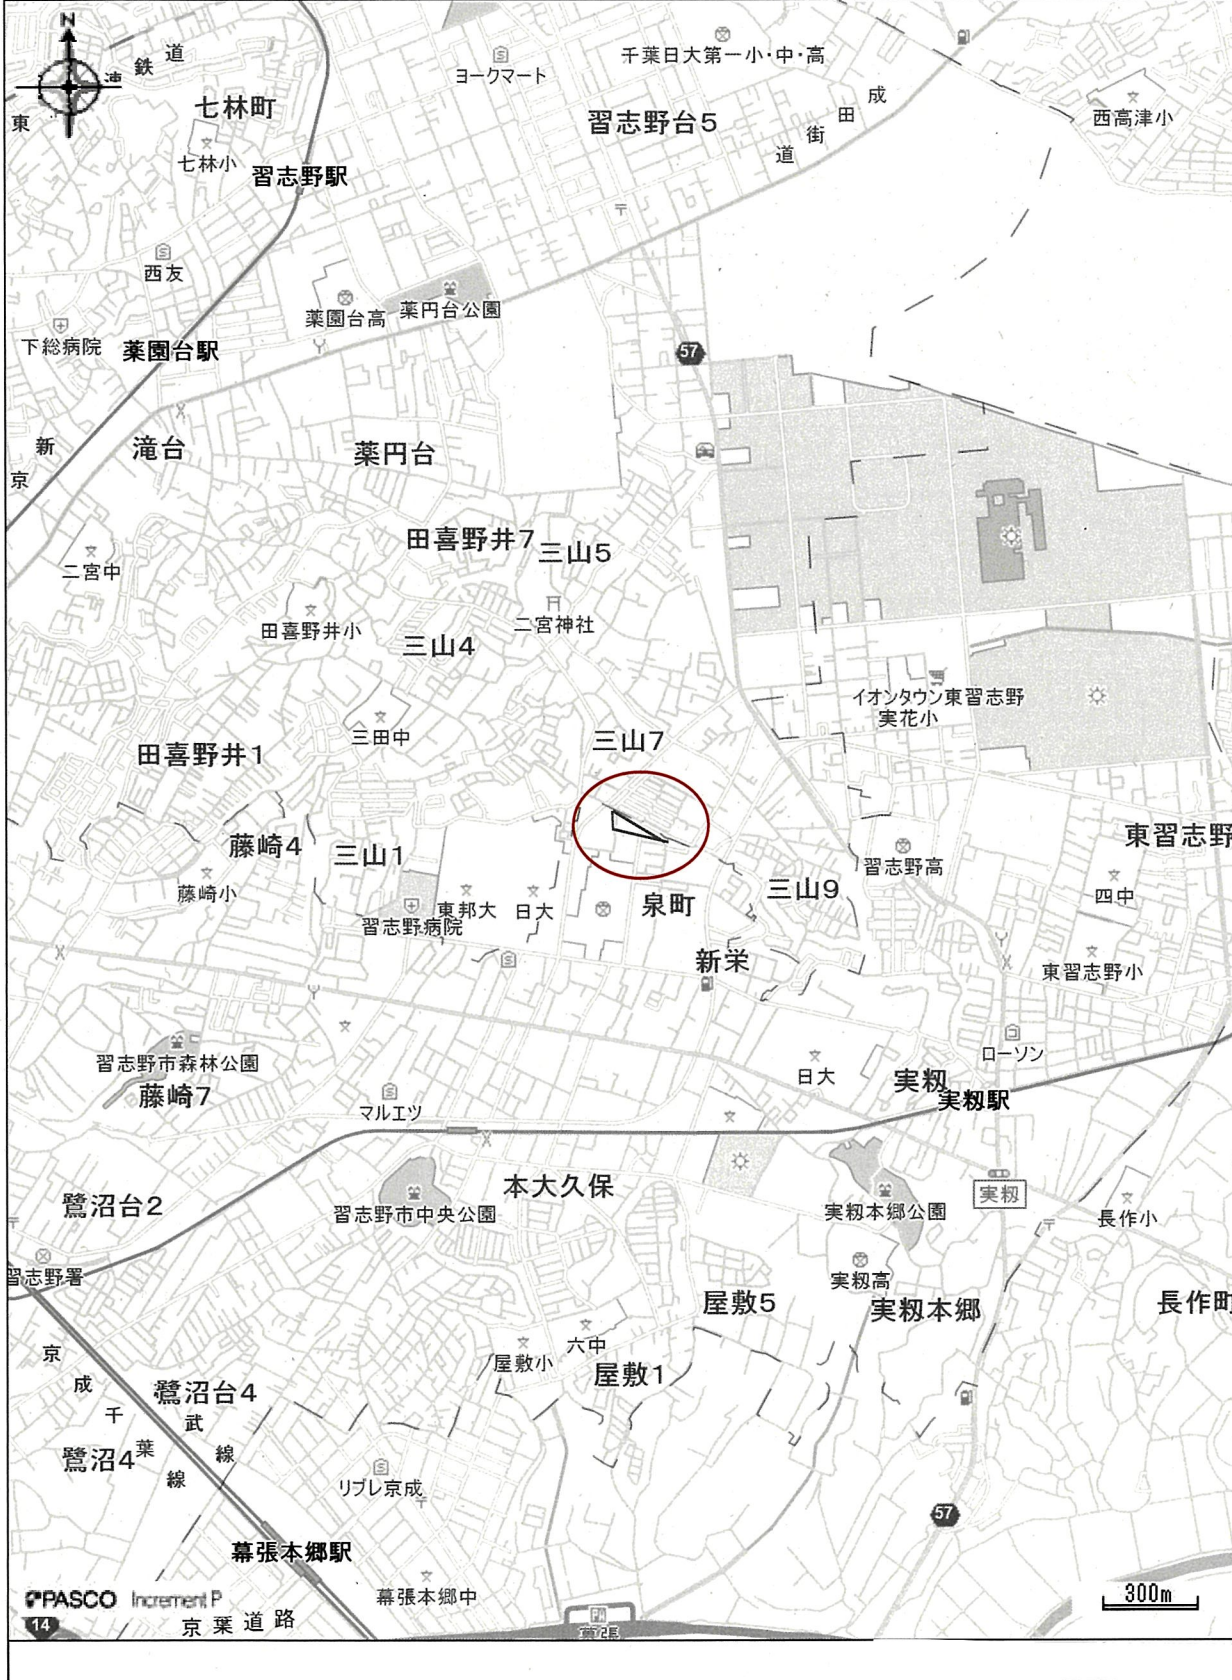 N
新京
東
連
鉄
道
七林町
七林小
習志野駅
ヨークマート
千葉日大第一小・中・高
習志野台5
成
田
街
道
西高津小
西友
薬園台高
薬円台公園
下総病院
薬園台駅
57
滝台
薬円台
田喜野井7
三山5
二宮中
田喜野井小
二宮神社
三山4
イオンタウン東習志野
実花小
三田中
三山7
田喜野井1
藤崎4
三山1
東習志野
習志野高
藤崎小
習志野病院
東邦大
日大
泉町
三山9
四中
新栄
東習志野小
習志野市森林公園
藤崎7
マルエツ
日大
ローソン
実籾
実籾駅
本大久保
鷺沼台2
習志野市中央公園
実籾本郷公園
実籾
長作小
習志野署
実籾高
屋敷5
実籾本郷
長作町
京
成
千
葉
線
武
線
六中
屋敷小
屋敷1
鷺沼台4
鷺沼4
リブレ京成
57
幕張本郷駅
幕張本郷中
PASCO Increment P
14
京葉道路
PA
300m